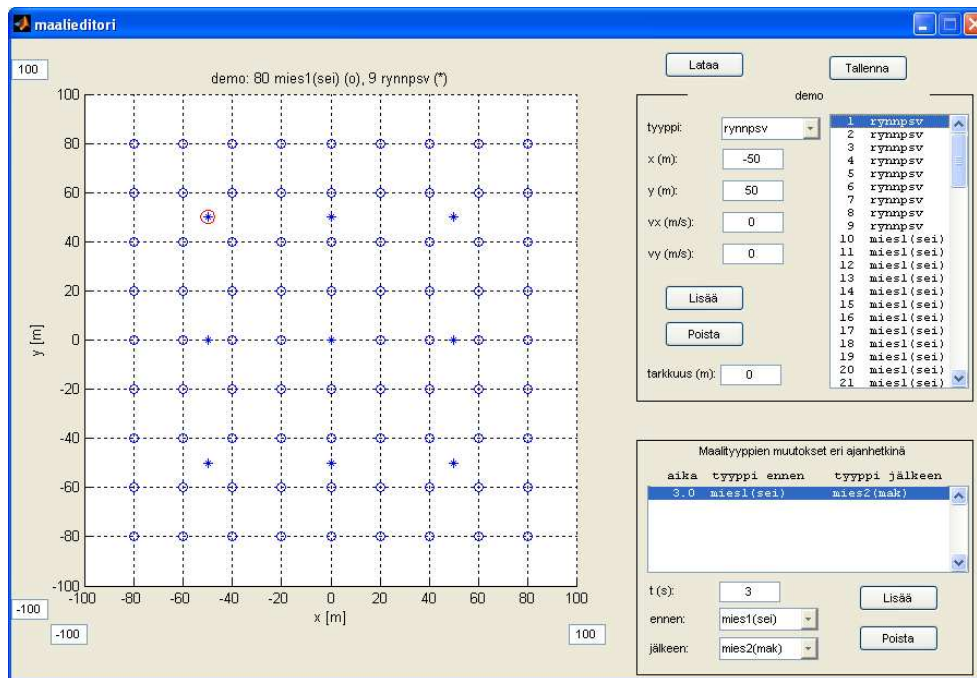 maalieditori
100
demo: 80 mies1(sei) (o), 9 rynnpsv (*)
100
80
60
40
20
0
-20
-40
-60
-80
-100
y [m]
-100 -80 -60 -40 -20 0 20 40 60 80 100
x [m]
-100
-100
100
Lataa
Tallenna
demo
tyyppi: rynnpsv
x (m): -50
y (m): 50
vx (m/s): 0
vy (m/s): 0
Lisää
Poista
tarkkuus (m): 0
1 rynnpsv
2 rynnpsv
3 rynnpsv
4 rynnpsv
5 rynnpsv
6 rynnpsv
7 rynnpsv
8 rynnpsv
9 rynnpsv
10 mies1(sei)
11 mies1(sei)
12 mies1(sei)
13 mies1(sei)
14 mies1(sei)
15 mies1(sei)
16 mies1(sei)
17 mies1(sei)
18 mies1(sei)
19 mies1(sei)
20 mies1(sei)
21 mies1(sei)
Maalityyppien muutokset eri ajanhetkinä
aika tyyppi ennen tyyppi jälkeen
3.0 mies1(sei) mies2(mak)
t (s): 3
ennen: mies1(sei)
jälkeen: mies2(mak)
Lisää
Poista